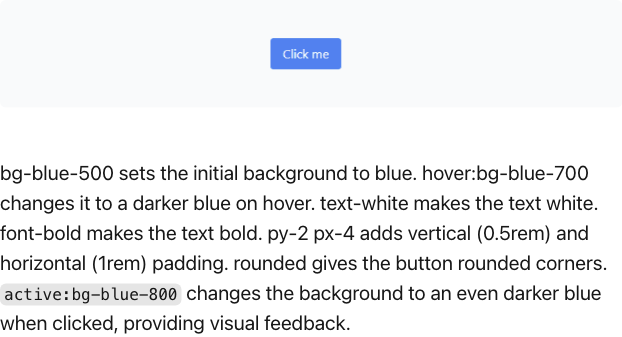 Click me
bg-blue-500 sets the initial background to blue. hover:bg-blue-700
changes it to a darker blue on hover. text-white makes the text white.
font-bold makes the text bold. py-2 px-4 adds vertical (0.5rem) and
horizontal (1rem) padding. rounded gives the button rounded corners.
active:bg-blue-800 changes the background to an even darker blue
when clicked, providing visual feedback.